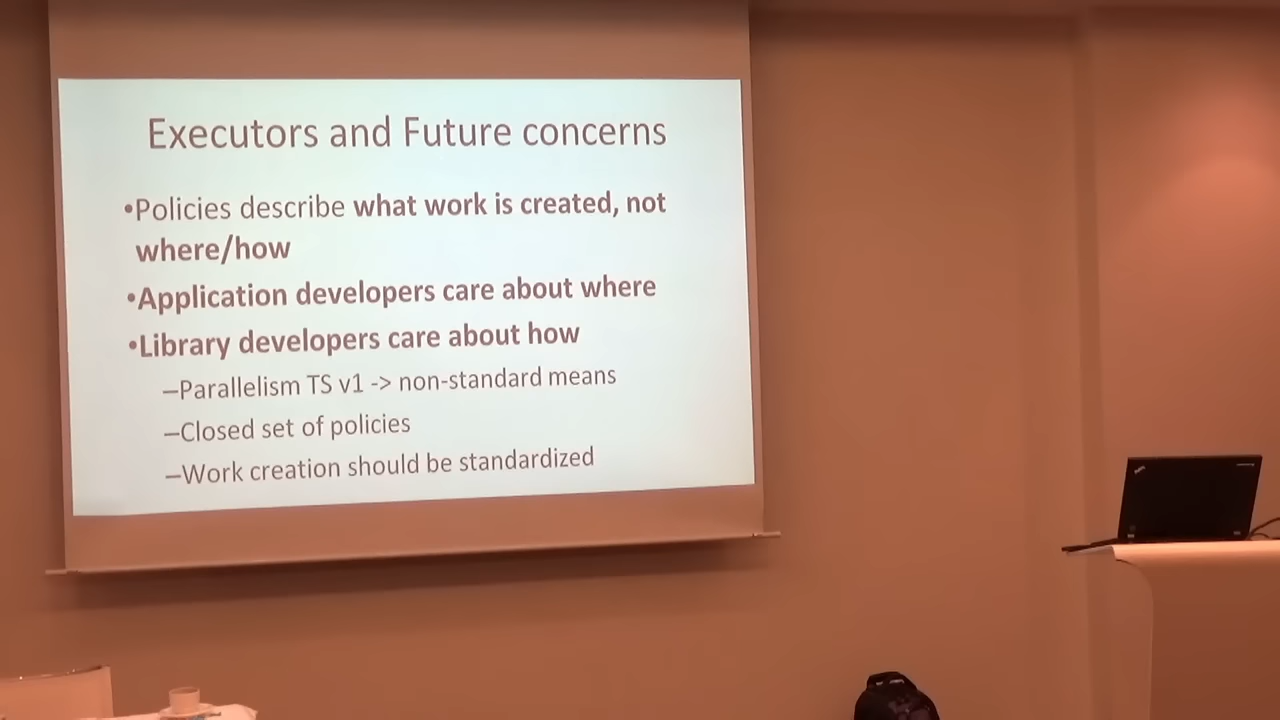 Executors and Future concerns
•Policies describe what work is created, not
where/how
•Application developers care about where
•Library developers care about how
–Parallelism TS v1 -> non-standard means
–Closed set of policies
–Work creation should be standardized